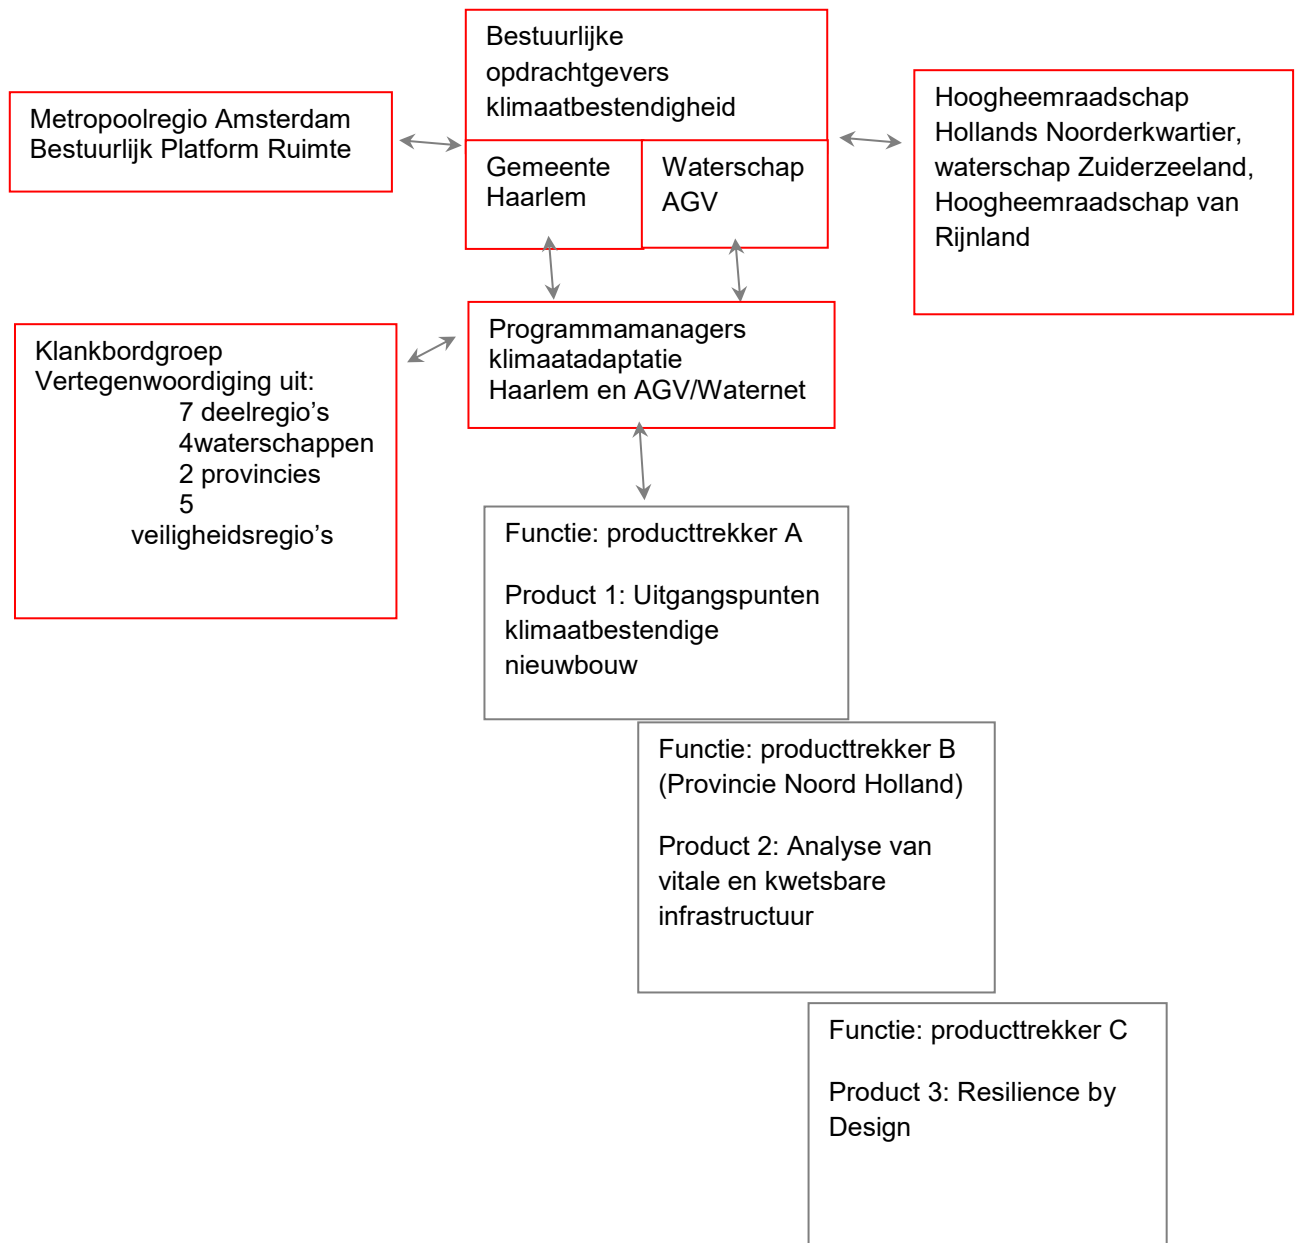 Bestuurlijke
opdrachtgevers
klimaatbestendigheid
Metropoolregio Amsterdam
Bestuurlijk Platform Ruimte
Gemeente
Haarlem
Waterschap
AGV
Hoogheemraadschap
Hollands Noorderkwartier,
waterschap Zuiderzeeland,
Hoogheemraadschap van
Rijnland
Programmamanagers
klimaatadaptatie
Haarlem en AGV/Waternet
Klankbordgroep
Vertegenwoordiging uit:
7 deelregio’s
4waterschappen
2 provincies
5
veiligheidsregio’s
Functie: producttrekker A
Product 1: Uitgangspunten
klimaatbestendige
nieuwbouw
Functie: producttrekker B
(Provincie Noord Holland)
Product 2: Analyse van
vitale en kwetsbare
infrastructuur
Functie: producttrekker C
Product 3: Resilience by
Design